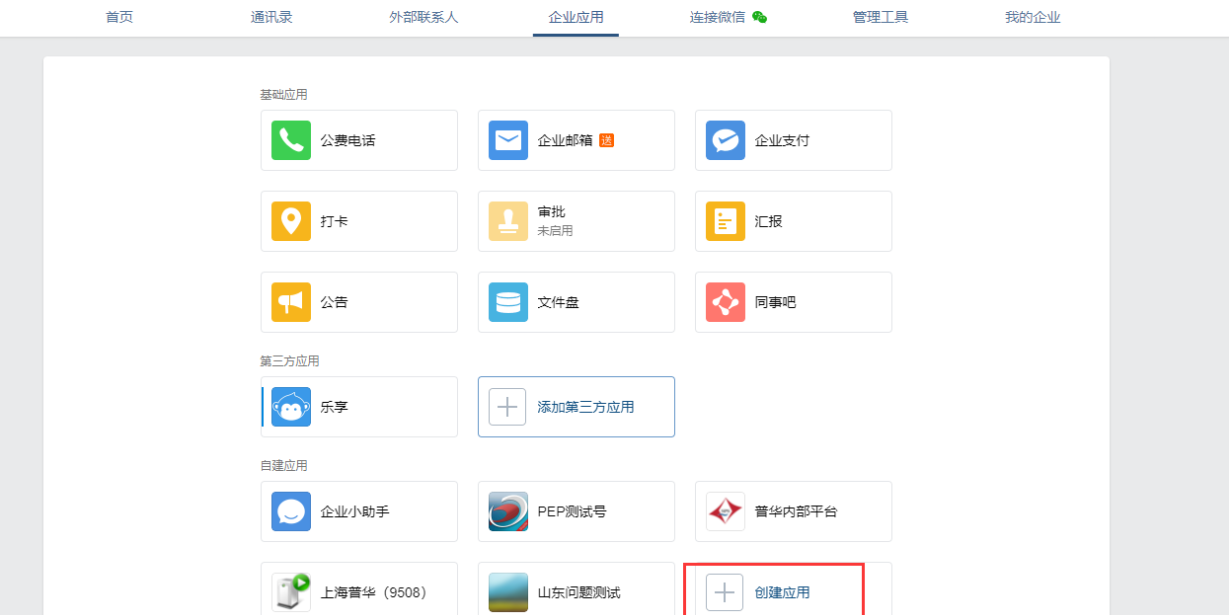 首页 通讯录 外部联系人 企业应用 连接微信 管理工具 我的企业
基础应用
公费电话 企业邮箱 送 企业支付
打卡 审批 汇报
未启用
公告 文件盘 同事吧
第三方应用
乐享 添加第三方应用
自建应用
企业小助手 PEP测试号 普华内部平台
上海普华（9508） 山东问题测试 创建应用